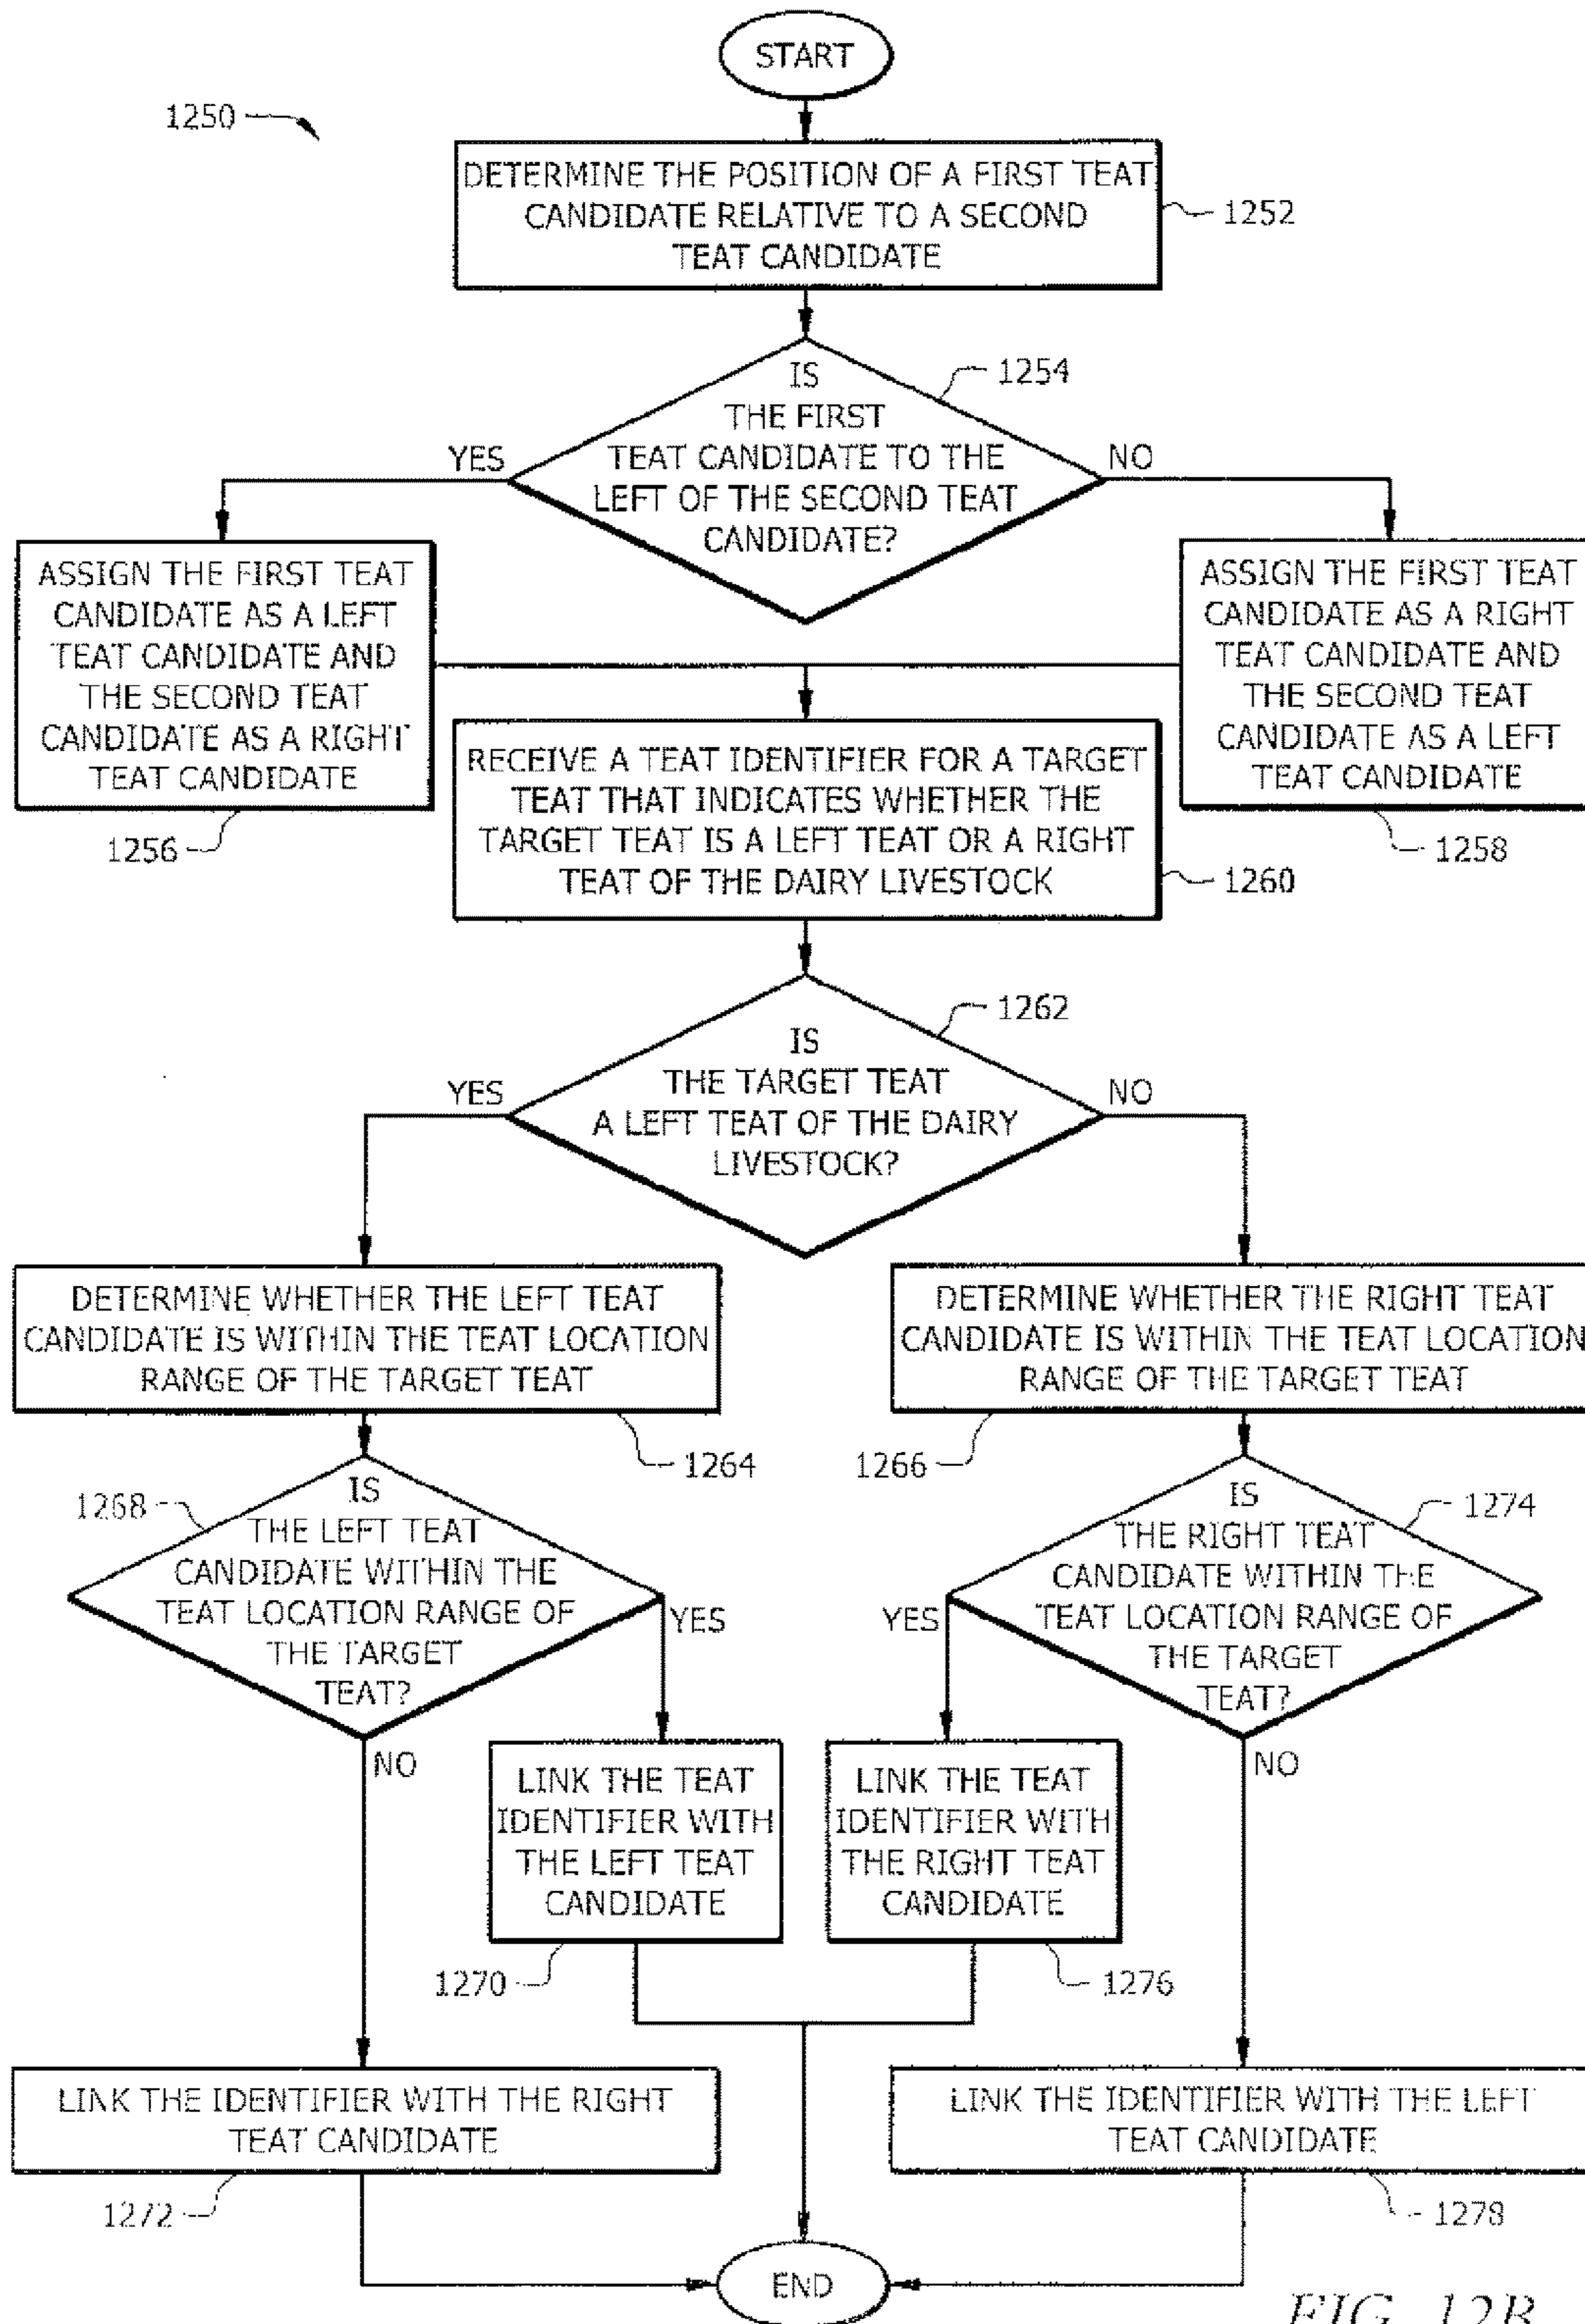 START
1250
DETERMINE THE POSITION OF A FIRST TEAT
CANDIDATE RELATIVE TO A SECOND
TEAT CANDIDATE
1252
IS
THE FIRST
TEAT CANDIDATE TO THE
LEFT OF THE SECOND TEAT
CANDIDATE?
1254
YES
NO
ASSIGN THE FIRST TEAT
CANDIDATE AS A LEFT
TEAT CANDIDATE AND
THE SECOND TEAT
CANDIDATE AS A RIGHT
TEAT CANDIDATE
1256
ASSIGN THE FIRST TEAT
CANDIDATE AS A RIGHT
TEAT CANDIDATE AND
THE SECOND TEAT
CANDIDATE AS A LEFT
TEAT CANDIDATE
1258
RECEIVE A TEAT IDENTIFIER FOR A TARGET
TEAT THAT INDICATES WHETHER THE
TARGET TEAT IS A LEFT TEAT OR A RIGHT
TEAT OF THE DAIRY LIVESTOCK
1260
IS
THE TARGET TEAT
A LEFT TEAT OF THE DAIRY
LIVESTOCK?
1262
YES
NO
DETERMINE WHETHER THE LEFT TEAT
CANDIDATE IS WITHIN THE TEAT LOCATION
RANGE OF THE TARGET TEAT
1264
DETERMINE WHETHER THE RIGHT TEAT
CANDIDATE IS WITHIN THE TEAT LOCATION
RANGE OF THE TARGET TEAT
1266
1268
IS
THE LEFT TEAT
CANDIDATE WITHIN THE
TEAT LOCATION RANGE OF
THE TARGET
TEAT?
YES
NO
IS
THE RIGHT TEAT
CANDIDATE WITHIN THE
TEAT LOCATION RANGE OF
THE TARGET
TEAT?
1274
YES
NO
LINK THE TEAT
IDENTIFIER WITH
THE LEFT TEAT
CANDIDATE
1270
LINK THE TEAT
IDENTIFIER WITH
THE RIGHT TEAT
CANDIDATE
1276
LINK THE IDENTIFIER WITH THE RIGHT
TEAT CANDIDATE
1272
LINK THE IDENTIFIER WITH THE LEFT
TEAT CANDIDATE
1278
END
FIG. 12B